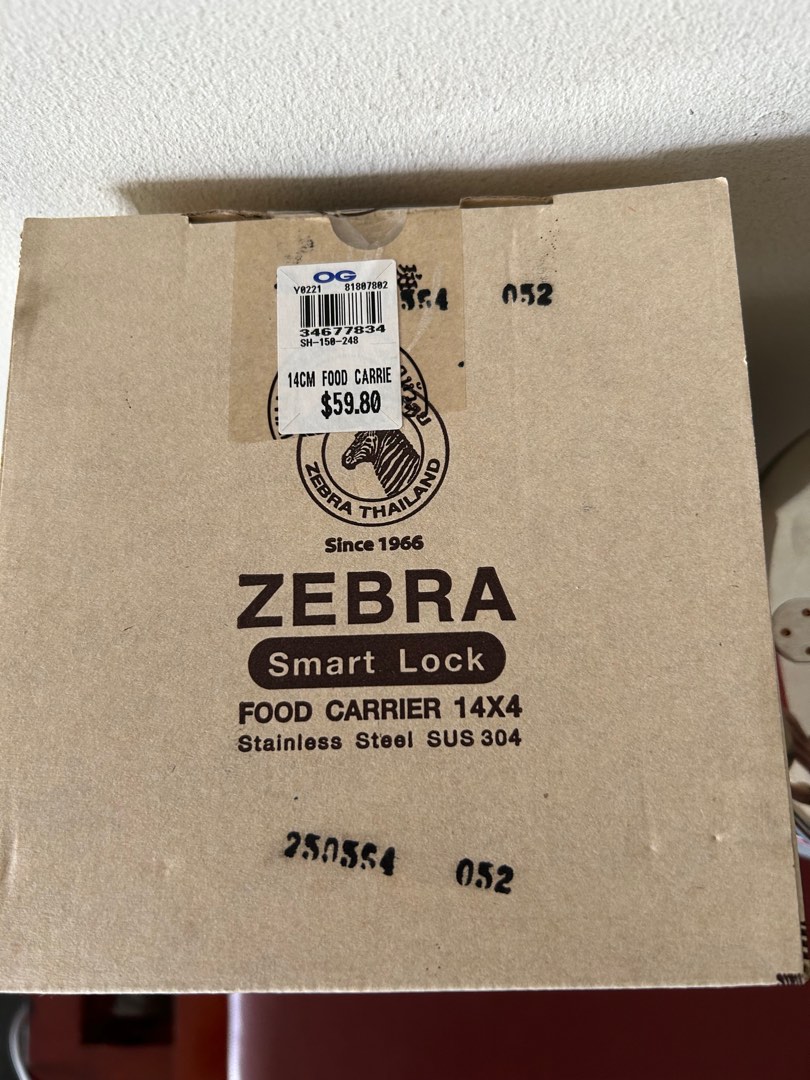 OG
Y0221 81807802
34677834
SH-150-248
14CM FOOD CARRIE
$59.80
052
ZEBRA THAILAND
Since 1966
ZEBRA
Smart Lock
FOOD CARRIER 14X4
Stainless Steel SUS 304
2505S4 052